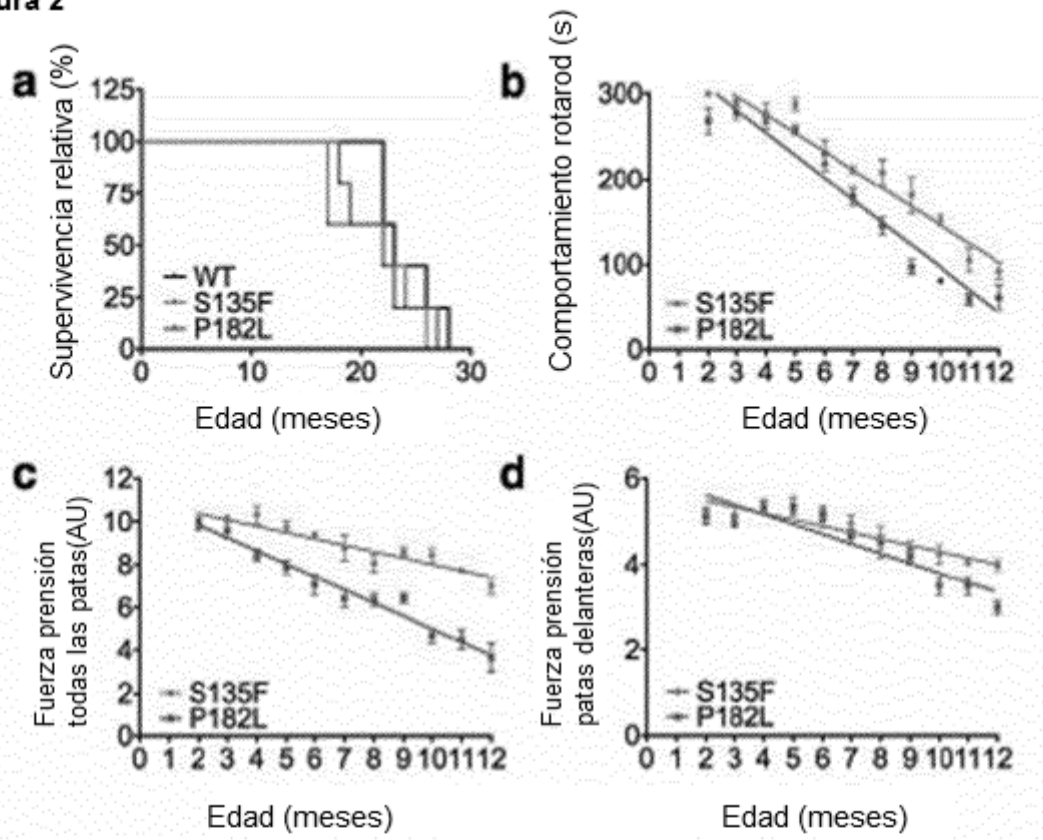 a
Supervivencia relativa (%)
125
100
75
50
25
0
WT
S135F
P182L
0 10 20 30
Edad (meses)
b
Comportamiento rotarod (s)
300
200
100
0
S135F
P182L
0 1 2 3 4 5 6 7 8 9 10 11 12
Edad (meses)
c
Fuerza prensión
todas las patas(AU)
12
10
8
6
4
2
0
S135F
P182L
0 1 2 3 4 5 6 7 8 9 10 11 12
Edad (meses)
d
Fuerza prensión
patas delanteras(AU)
6
4
2
0
S135F
P182L
0 1 2 3 4 5 6 7 8 9 10 11 12
Edad (meses)